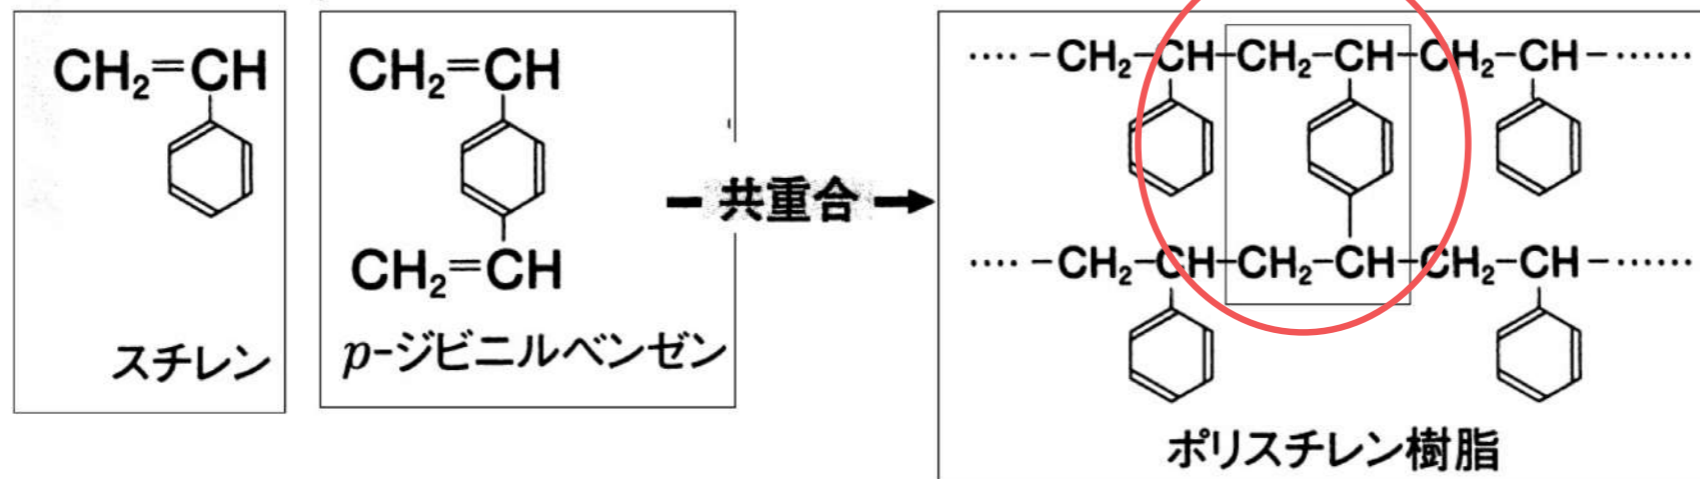 CH₂=CH
スチレン
CH₂=CH
CH₂=CH
p-ジビニルベンゼン
共重合
···· -CH₂-CH-CH₂-CH-CH₂-CH-······
···· -CH₂-CH-CH₂-CH-CH₂-CH-······
ポリスチレン樹脂